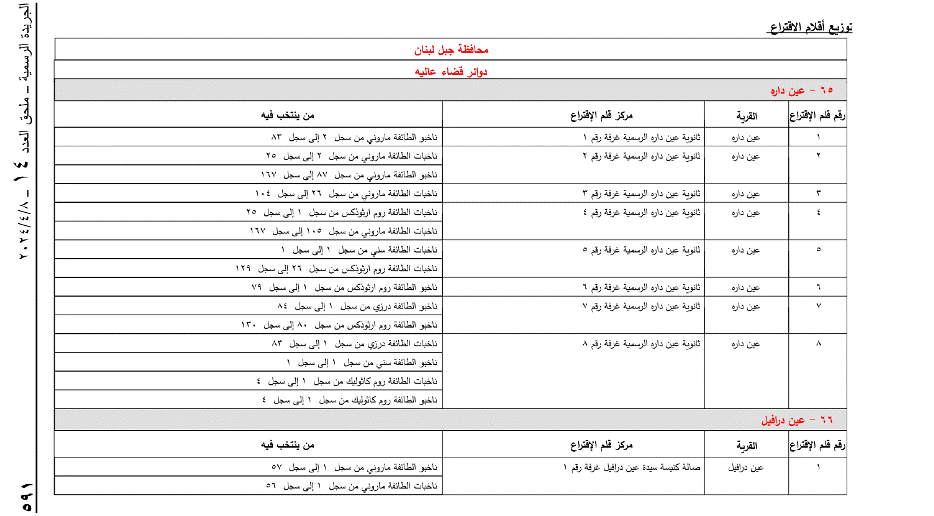 توزيع أقلام الاقتراع
محافظة جبل لبنان
دوائر قضاء عاليه
٦٥ - عين داره
رقم قلم الإقتراع القرية مركز قلم الإقتراع من ينتخب فيه
١ عين داره ثانوية عين داره الرسمية غرفة رقم ١ ناخبو الطائفة ماروني من سجل ٢ إلى سجل ٨٣
٢ عين داره ثانوية عين داره الرسمية غرفة رقم ٢ ناخبات الطائفة ماروني من سجل ٢ إلى سجل ٢٥
ناخبو الطائفة ماروني من سجل ٨٧ إلى سجل ١٦٧
٣ عين داره ثانوية عين داره الرسمية غرفة رقم ٣ ناخبات الطائفة ماروني من سجل ٢٦ إلى سجل ١٠٤
٤ عين داره ثانوية عين داره الرسمية غرفة رقم ٤ ناخبات الطائفة روم ارثوذكس من سجل ١ إلى سجل ٢٥
ناخبات الطائفة ماروني من سجل ١٠٥ إلى سجل ١٦٧
٥ عين داره ثانوية عين داره الرسمية غرفة رقم ٥ ناخبات الطائفة سني من سجل ١ إلى سجل ١
ناخبات الطائفة روم ارثوذكس من سجل ٢٦ إلى سجل ١٢٩
٦ عين داره ثانوية عين داره الرسمية غرفة رقم ٦ ناخبو الطائفة روم ارثوذكس من سجل ١ إلى سجل ٧٩
٧ عين داره ثانوية عين داره الرسمية غرفة رقم ٧ ناخبو الطائفة درزي من سجل ١ إلى سجل ٨٤
ناخبو الطائفة روم ارثوذكس من سجل ٨٠ إلى سجل ١٣٠
٨ عين داره ثانوية عين داره الرسمية غرفة رقم ٨ ناخبات الطائفة درزي من سجل ١ إلى سجل ٨٣
ناخبو الطائفة سني من سجل ١ إلى سجل ١
ناخبات الطائفة روم كاثوليك من سجل ١ إلى سجل ٤
ناخبو الطائفة روم كاثوليك من سجل ١ إلى سجل ٤
٦٦ - عين درافيل
رقم قلم الإقتراع القرية مركز قلم الإقتراع من ينتخب فيه
١ عين درافيل صالة كنيسة سيدة عين درافيل غرفة رقم ١ ناخبو الطائفة ماروني من سجل ١ إلى سجل ٥٧
ناخبات الطائفة ماروني من سجل ١ إلى سجل ٥٦
الجريدة الرسمية - ملحق العدد ١٤ - ٢٠٢٤/٤/٨
٥٩١